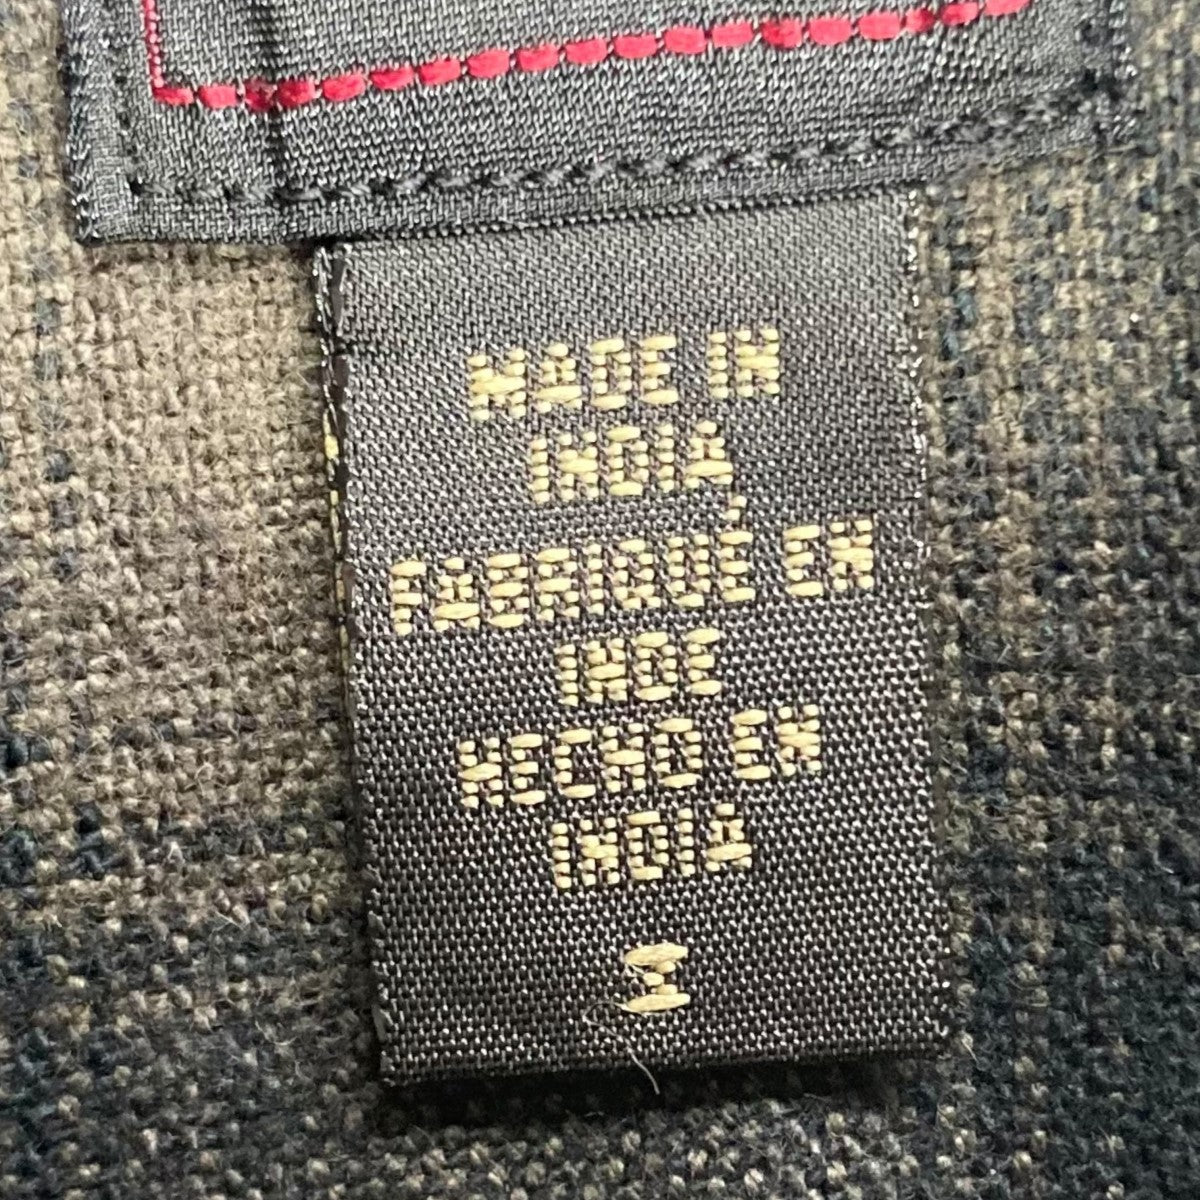 MADE IN
INDIA
FABRIQUÉ EN
INDE
HECHO EN
INDIA
M